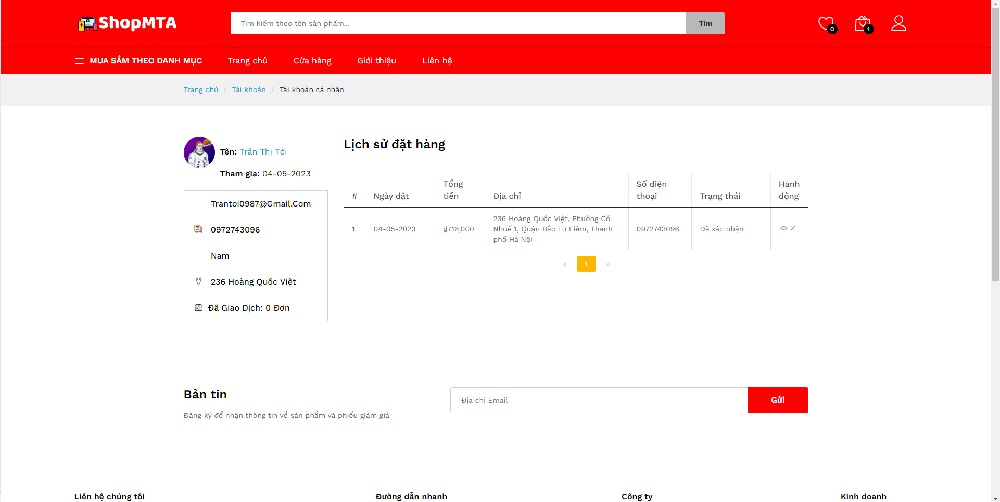 ShopMTA
Tìm kiếm theo tên sản phẩm...
Tìm
0
1
MUA SẮM THEO DANH MỤC
Trang chủ
Cửa hàng
Giới thiệu
Liên hệ
Trang chủ / Tài khoản / Tài khoản cá nhân
Tên: Trần Thị Tới
Tham gia: 04-05-2023
Trantoi0987@Gmail.Com
0972743096
Nam
236 Hoàng Quốc Việt
Đã Giao Dịch: 0 Đơn
Lịch sử đặt hàng
#
Ngày đặt
Tổng
tiền
Địa chỉ
Số điện
thoại
Trạng thái
Hành
động
1
04-05-2023
₫716,000
236 Hoàng Quốc Việt, Phường Cổ
Nhuế 1, Quận Bắc Từ Liêm, Thành
phố Hà Nội
0972743096
Đã xác nhận
« 1 »
Bản tin
Đăng ký để nhận thông tin về sản phẩm và phiếu giảm giá
Địa chỉ Email
Gửi
Liên hệ chúng tôi
Đường dẫn nhanh
Công ty
Kinh doanh